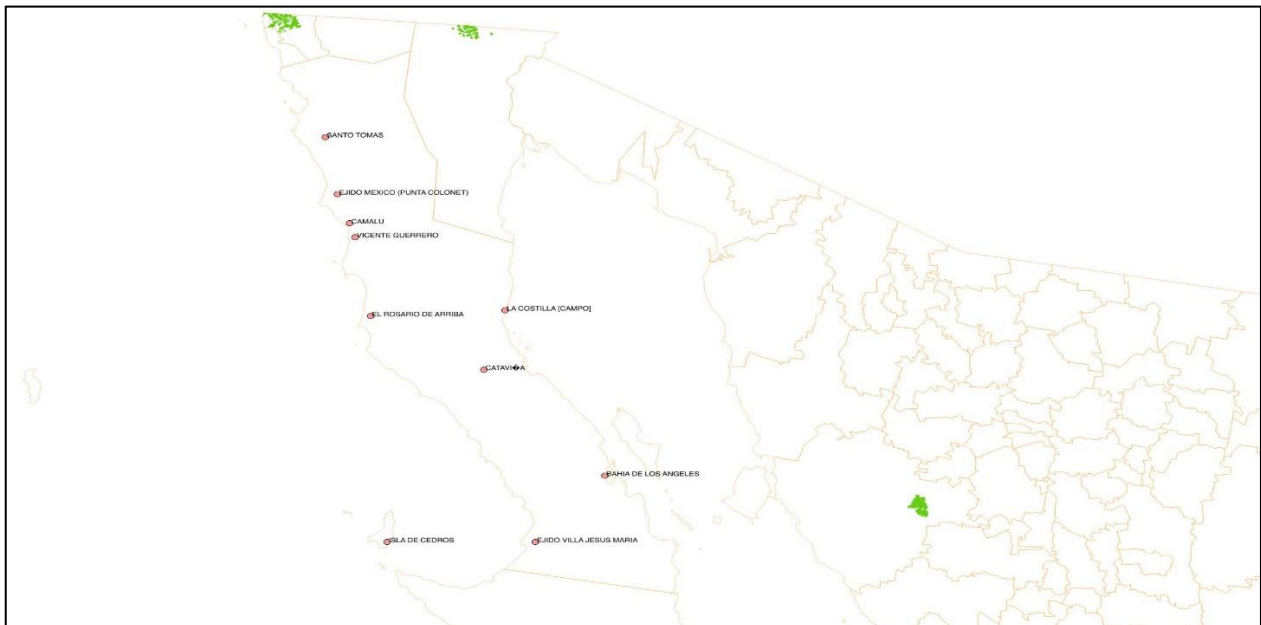 SANTO TOMAS
EJIDO MEXICO (PUNTA COLONET)
CAMALU
VICENTE GUERRERO
LA COSTILLA [CAMPO]
EL ROSARIO DE ARRIBA
CATAVI�A
BAHIA DE LOS ANGELES
ISLA DE CEDROS
EJIDO VILLA JESUS MARIA